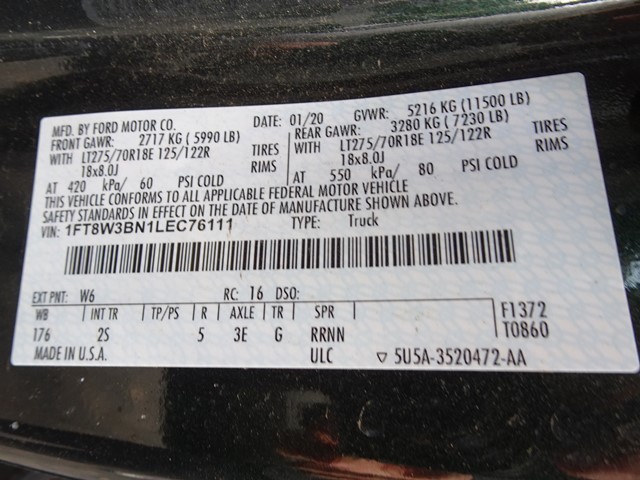 MFD. BY FORD MOTOR CO. DATE: 01/20 GVWR: 5216 KG (11500 LB)
FRONT GAWR: 2717 KG (5990 LB) REAR GAWR: 3280 KG (7230 LB)
WITH LT275/70R18E 125/122R TIRES WITH LT275/70R18E 125/122R TIRES
18x8.0J RIMS 18x8.0J RIMS
AT 420 kPa/ 60 PSI COLD AT 550 kPa/ 80 PSI COLD
THIS VEHICLE CONFORMS TO ALL APPLICABLE FEDERAL MOTOR VEHICLE
SAFETY STANDARDS IN EFFECT ON THE DATE OF MANUFACTURE SHOWN ABOVE.
VIN: 1FT8W3BN1LEC76111 TYPE: Truck
EXT PNT: W6 RC: 16 DSO:
WB | INT TR | TP/PS | R | AXLE | TR | SPR F1372
176 2S 5 3E G RRNN T0860
MADE IN U.S.A. ULC ▽ 5U5A-3520472-AA